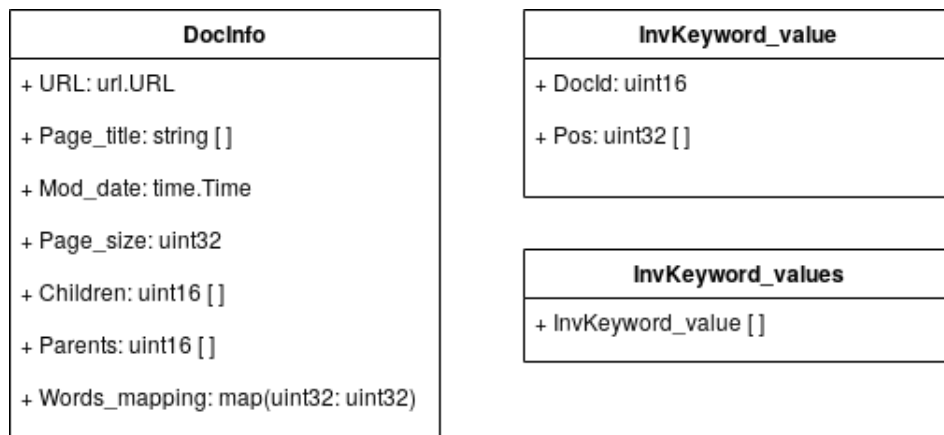 DocInfo
+ URL: url.URL
+ Page_title: string [ ]
+ Mod_date: time.Time
+ Page_size: uint32
+ Children: uint16 [ ]
+ Parents: uint16 [ ]
+ Words_mapping: map(uint32: uint32)
InvKeyword_value
+ DocId: uint16
+ Pos: uint32 [ ]
InvKeyword_values
+ InvKeyword_value [ ]